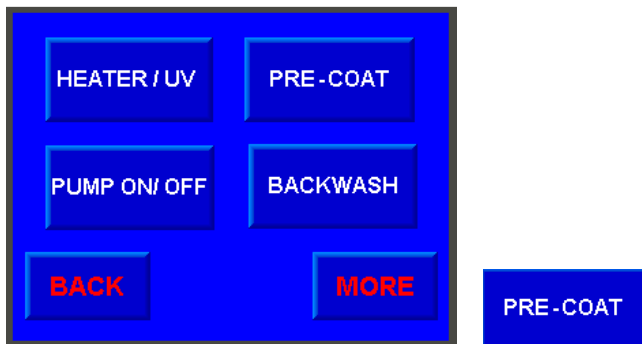 HEATER / UV
PRE-COAT
PUMP ON/ OFF
BACKWASH
BACK
MORE
PRE-COAT